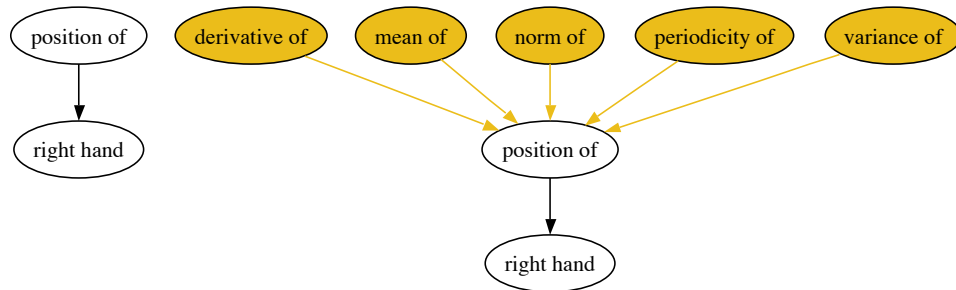 position of
derivative of
mean of
norm of
periodicity of
variance of
right hand
position of
right hand